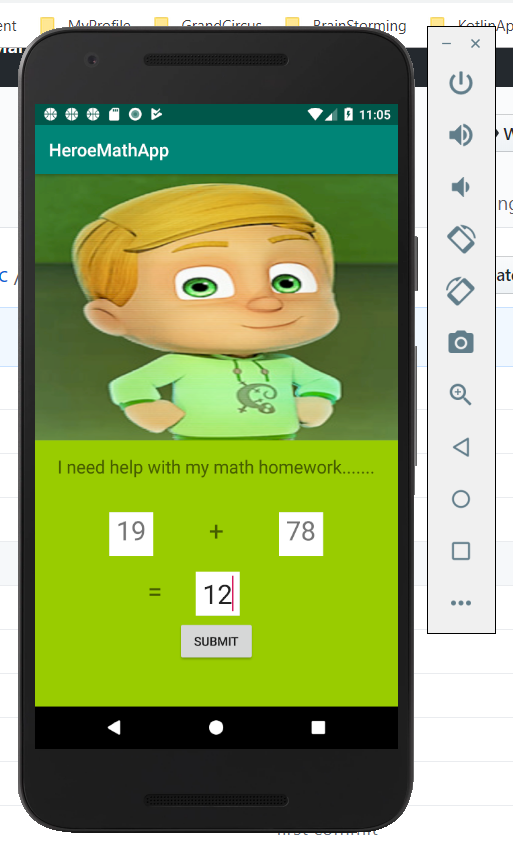 ent MyProfile GrandCircus BrainStorming KotlinAp
11:05
HeroeMathApp
I need help with my math homework.......
19 + 78
= 12
SUBMIT
first commit